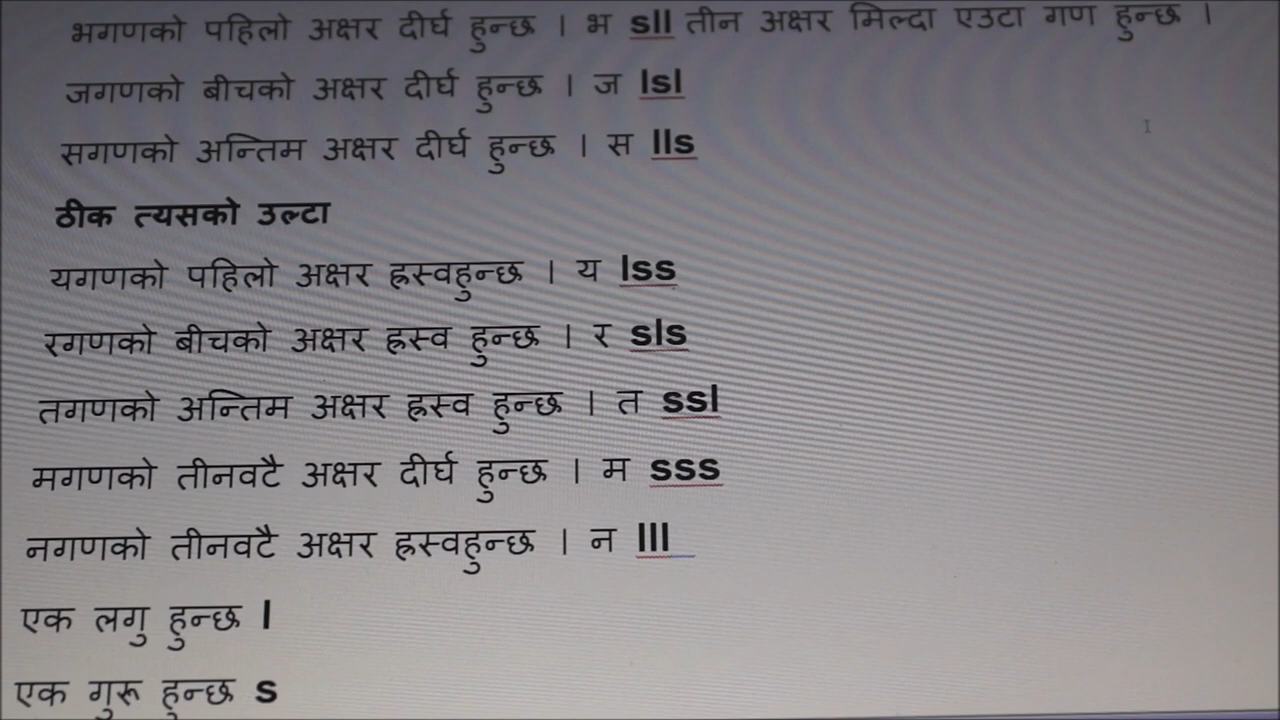 भगणको पहिलो अक्षर दीर्घ हुन्छ । भ sll तीन अक्षर मिल्दा एउटा गण हुन्छ ।
जगणको बीचको अक्षर दीर्घ हुन्छ । ज lsl
सगणको अन्तिम अक्षर दीर्घ हुन्छ । स lls
ठीक त्यसको उल्टा
यगणको पहिलो अक्षर ह्रस्वहुन्छ । य lss
रगणको बीचको अक्षर ह्रस्व हुन्छ । र sls
तगणको अन्तिम अक्षर ह्रस्व हुन्छ । त ssl
मगणको तीनवटै अक्षर दीर्घ हुन्छ । म sss
नगणको तीनवटै अक्षर ह्रस्वहुन्छ । न lll
एक लगु हुन्छ l
एक गुरू हुन्छ s